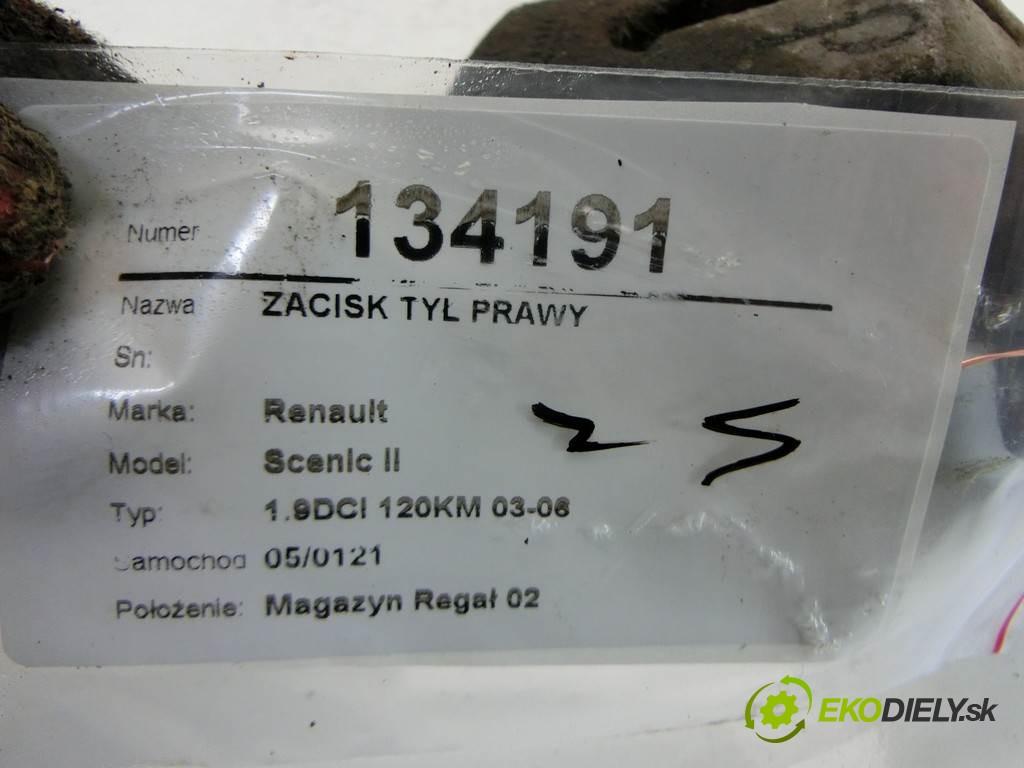 Numer 134191
Nazwa ZACISK TYŁ PRAWY
Sn:
Marka: Renault
Model: Scenic II
Typ: 1.9DCI 120KM 03-06
Samochod 05/0121
Położenie: Magazyn Regał 02
25
EKODIELY.sk